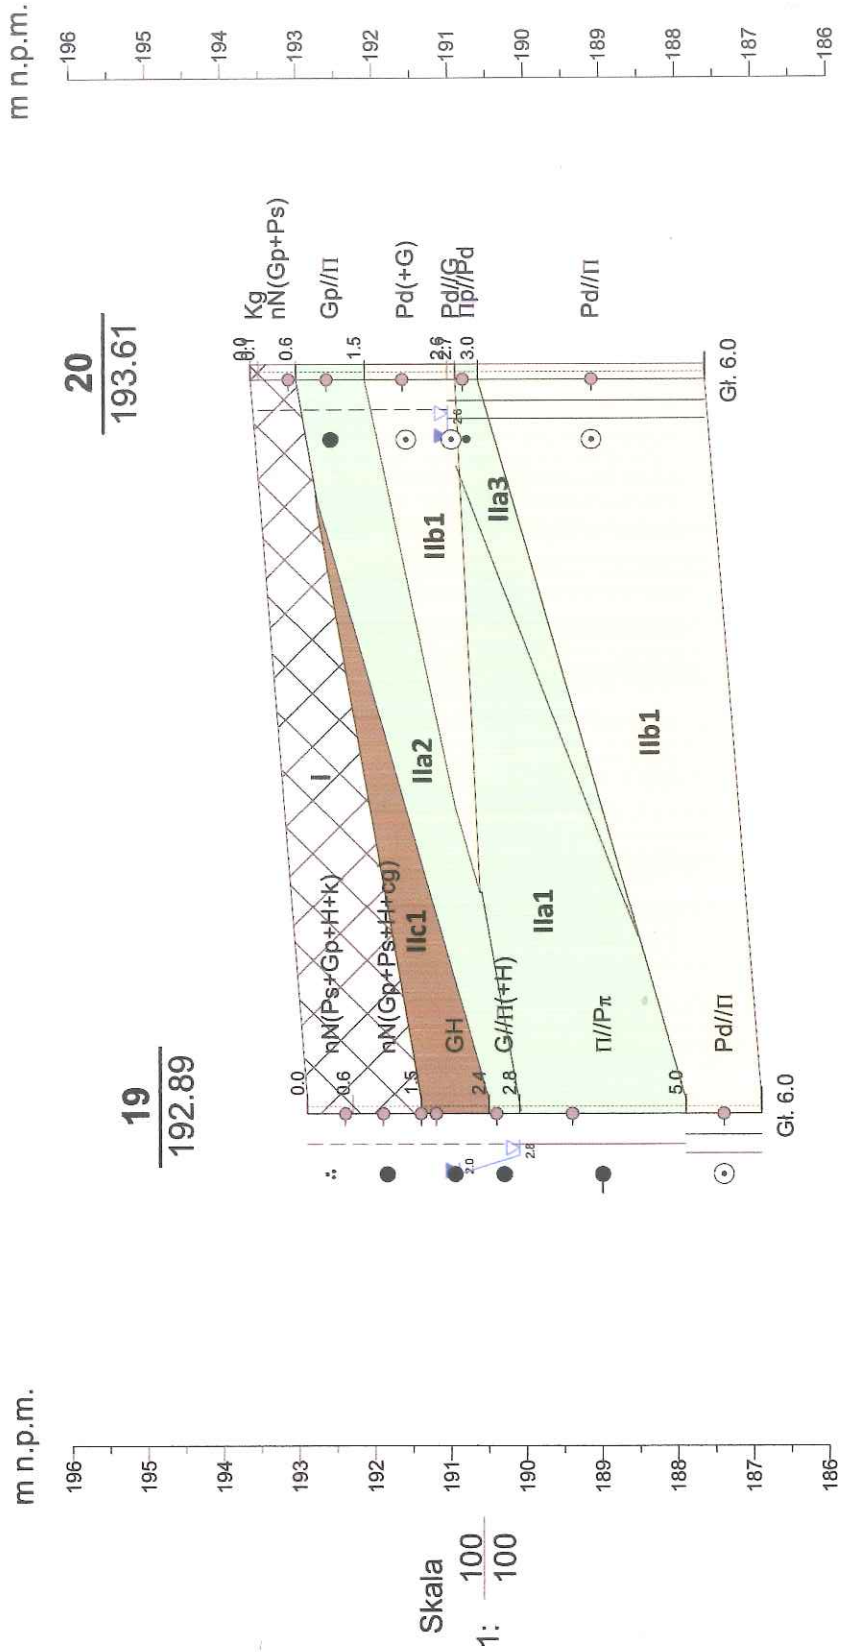 m n.p.m.
196
195
194
193
192
191
190
189
188
187
186
Skala
1: 100
100
19
192.89
0.0
0.6
1.5
2.4
2.8
5.0
Gł. 6.0
2.0
2.8
nN(Ps+Gp+H+k)
nN(Gp+Ps+H+cg)
GH
G//Π(+H)
Π//Pπ
Pd//Π
I
IIc1
IIa2
IIb1
IIa1
IIa3
IIb1
20
193.61
0.0
0.1
0.6
1.5
2.6
2.7
3.0
Gł. 6.0
2.6
Kg
nN(Gp+Ps)
Gp//Π
Pd(+G)
Pd//G
Πp//Pd
Pd//Π
m n.p.m.
196
195
194
193
192
191
190
189
188
187
186